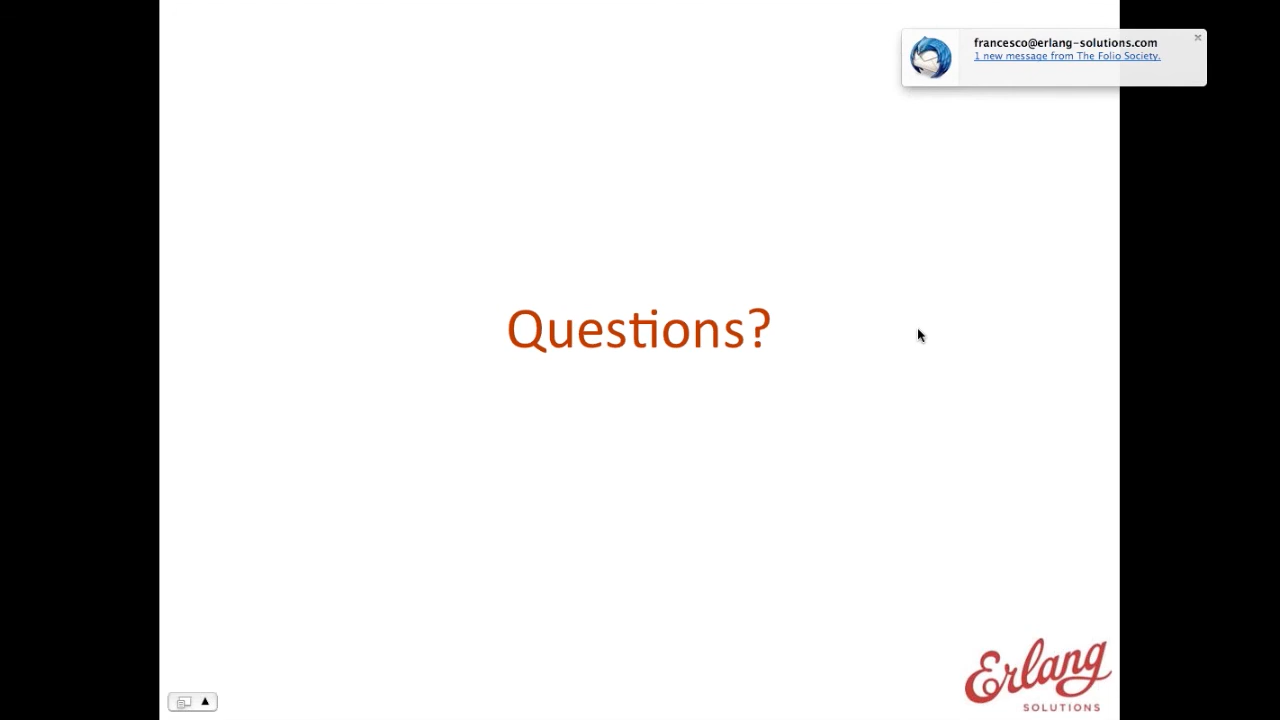 francesco@erlang-solutions.com
1 new message from The Folio Society.
Questions?
Erlang
SOLUTIONS